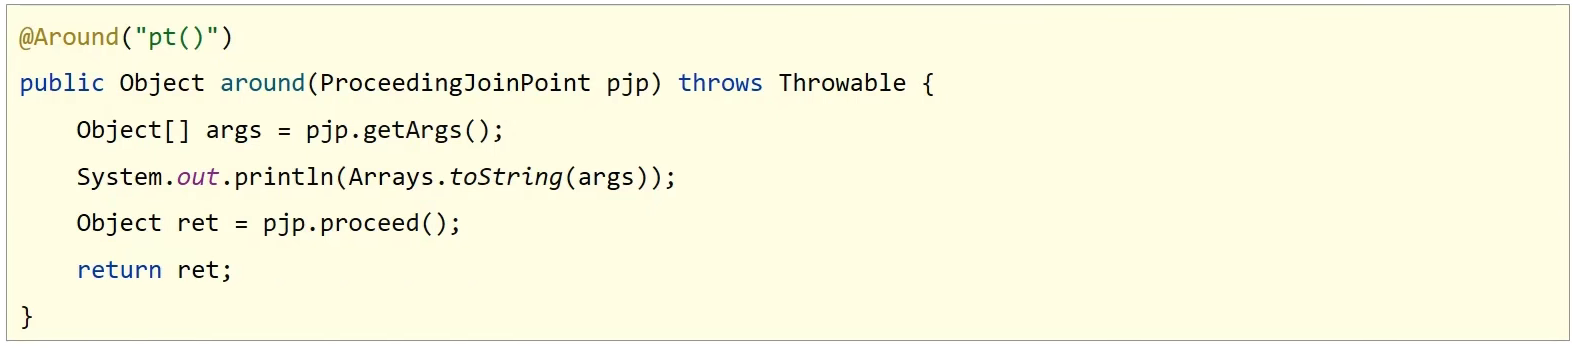 @Around("pt()")
public Object around(ProceedingJoinPoint pjp) throws Throwable {
    Object[] args = pjp.getArgs();
    System.out.println(Arrays.toString(args));
    Object ret = pjp.proceed();
    return ret;
}